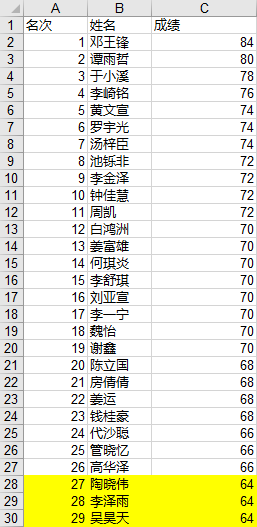 A B C
1 名次 姓名 成绩
2 1 邓王锋 84
3 2 谭雨哲 80
4 3 于小溪 78
5 4 李崎铭 76
6 5 黄文宣 74
7 6 罗宇光 74
8 7 汤梓臣 74
9 8 池铄非 72
10 9 李金泽 72
11 10 钟佳慧 72
12 11 周凯 72
13 12 白鸿洲 70
14 13 姜富雄 70
15 14 何琪炎 70
16 15 李舒琪 70
17 16 刘亚宣 70
18 17 李一宁 70
19 18 魏怡 70
20 19 谢鑫 70
21 20 陈立国 68
22 21 房倩倩 68
23 22 姜运 68
24 23 钱桂豪 68
25 24 代沙聪 66
26 25 管晓忆 66
27 26 高华泽 66
28 27 陶晓伟 64
29 28 李泽雨 64
30 29 吴昊天 64